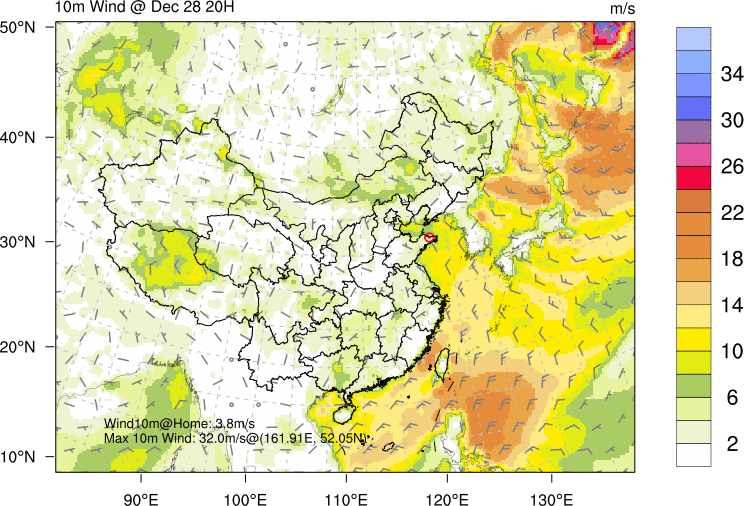 10m Wind @ Dec 28 20H
m/s
50°N
40°N
30°N
20°N
10°N
90°E
100°E
110°E
120°E
130°E
34
30
26
22
18
14
10
6
2
Wind10m@Home: 3.8m/s
Max 10m Wind: 32.0m/s@(161.91E, 52.05N)